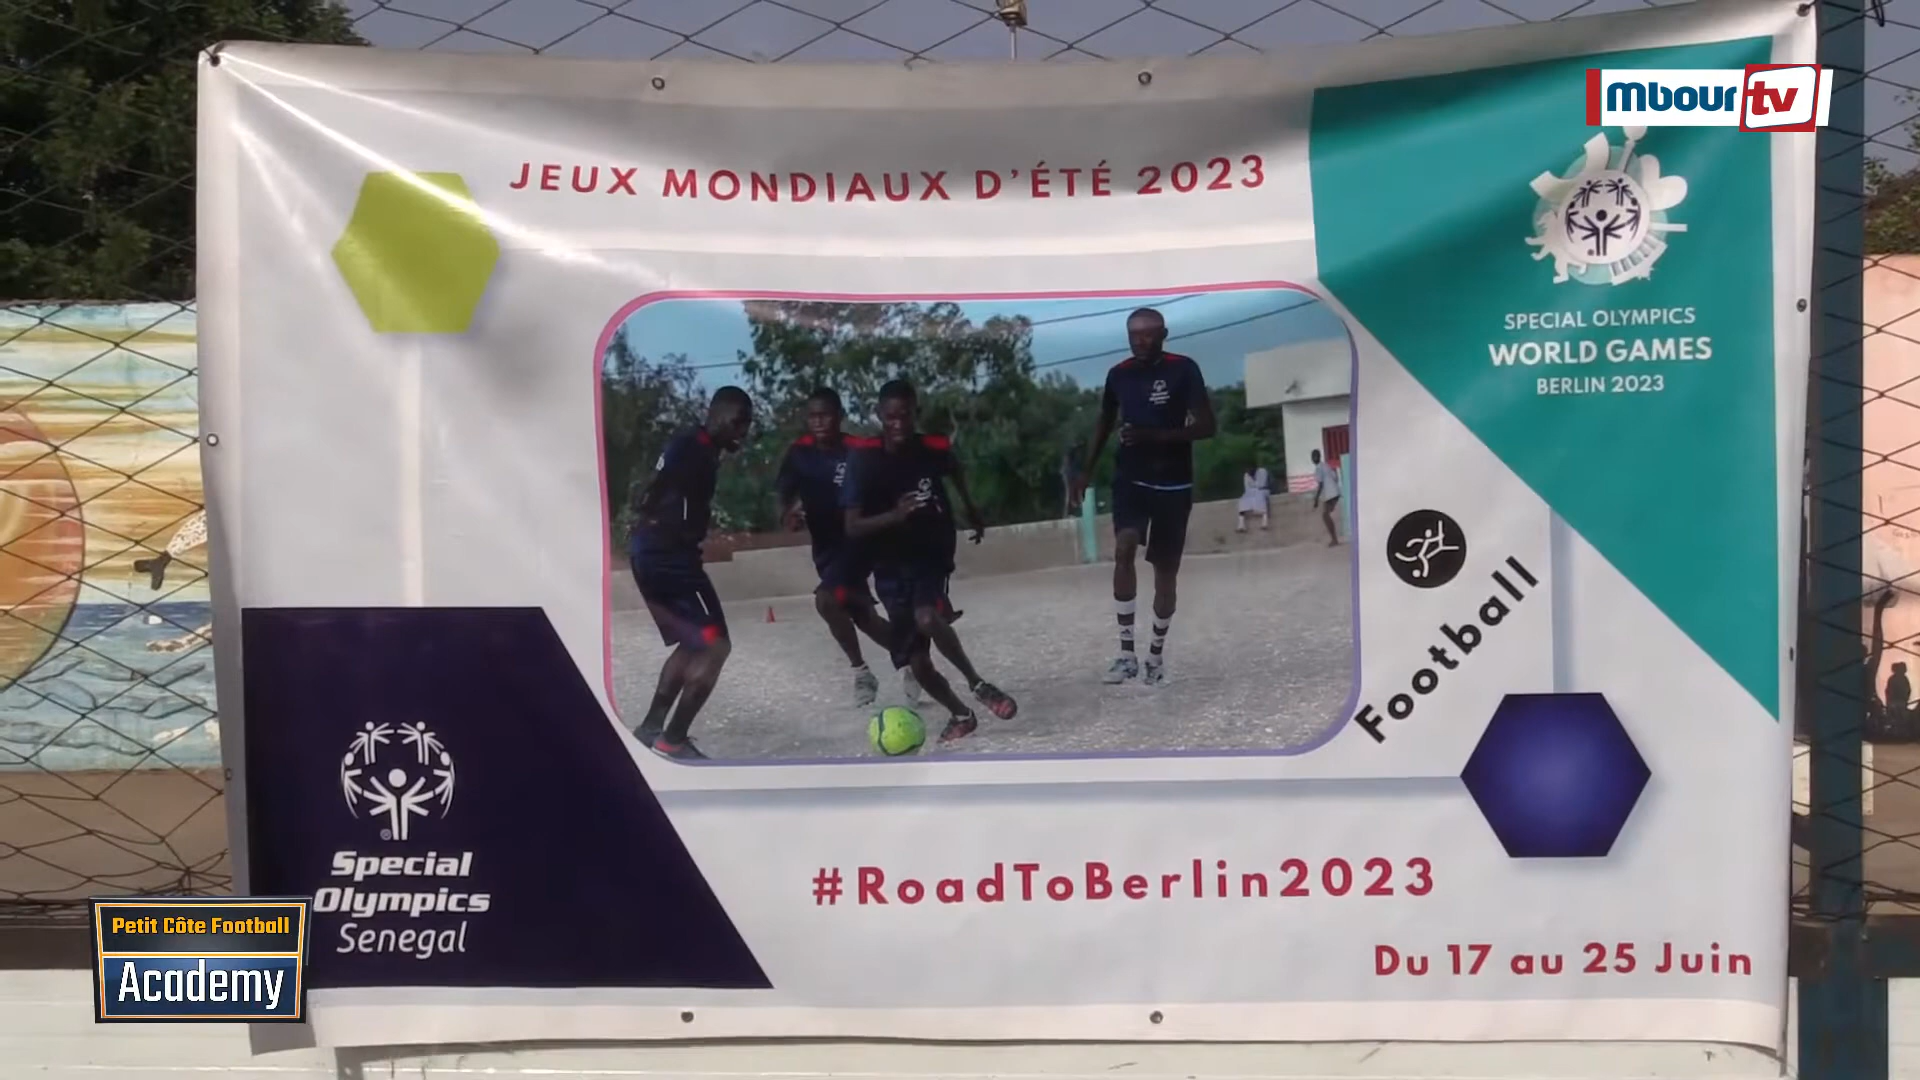 Mbour tv
JEUX MONDIAUX D'ÉTÉ 2023
SPECIAL OLYMPICS
WORLD GAMES
BERLIN 2023
Football
Special
Olympics
Senegal
#RoadToBerlin2023
Du 17 au 25 Juin
Petit Côte Football
Academy